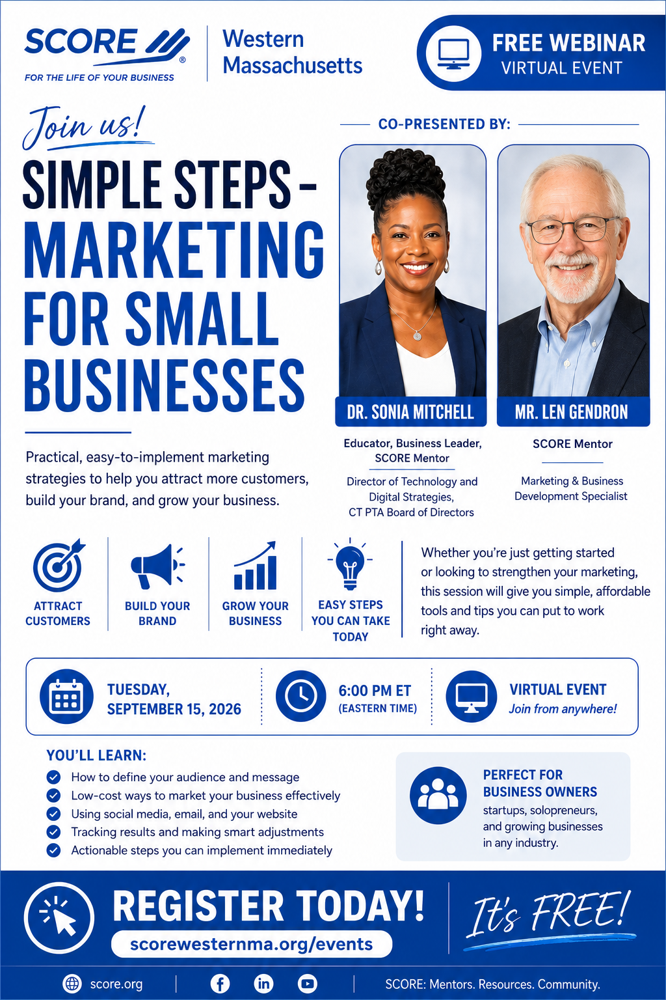 SCORE ®
FOR THE LIFE OF YOUR BUSINESS
Western
Massachusetts
FREE WEBINAR
VIRTUAL EVENT
Join us!
SIMPLE STEPS –
MARKETING
FOR SMALL
BUSINESSES
Practical, easy-to-implement marketing
strategies to help you attract more customers,
build your brand, and grow your business.
CO-PRESENTED BY:
DR. SONIA MITCHELL
Educator, Business Leader,
SCORE Mentor
Director of Technology and
Digital Strategies,
CT PTA Board of Directors
MR. LEN GENDRON
SCORE Mentor
Marketing & Business
Development Specialist
ATTRACT
CUSTOMERS
BUILD YOUR
BRAND
GROW YOUR
BUSINESS
EASY STEPS
YOU CAN TAKE
TODAY
Whether you're just getting started
or looking to strengthen your marketing,
this session will give you simple, affordable
tools and tips you can put to work
right away.
TUESDAY,
SEPTEMBER 15, 2026
6:00 PM ET
(EASTERN TIME)
VIRTUAL EVENT
Join from anywhere!
YOU'LL LEARN:
How to define your audience and message
Low-cost ways to market your business effectively
Using social media, email, and your website
Tracking results and making smart adjustments
Actionable steps you can implement immediately
PERFECT FOR
BUSINESS OWNERS
startups, solopreneurs,
and growing businesses
in any industry.
REGISTER TODAY!
scorewesternma.org/events
It's FREE!
score.org
f
in
SCORE: Mentors. Resources. Community.